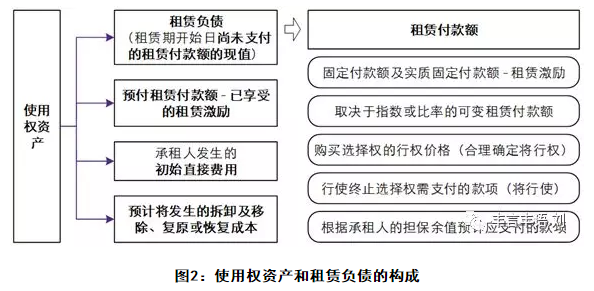 使用
权资
产
租赁负债
（租赁期开始日尚未支付
的租赁付款额的现值）
预付租赁付款额 - 已享受
的租赁激励
承租人发生的
初始直接费用
预计将发生的拆卸及移
除、复原或恢复成本
租赁付款额
固定付款额及实质固定付款额 - 租赁激励
取决于指数或比率的可变租赁付款额
购买选择权的行权价格（合理确定将行权）
行使终止选择权需支付的款项（将行使）
根据承租人的担保余值预计应支付的款项
图2：使用权资产和租赁负债的构成